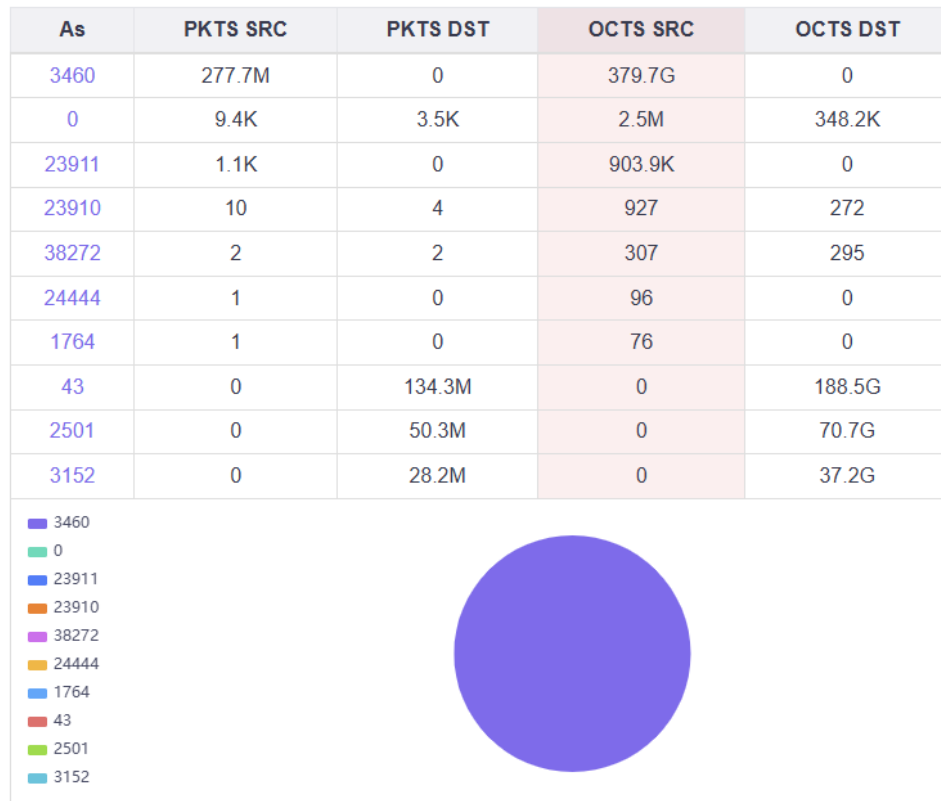 As PKTS SRC PKTS DST OCTS SRC OCTS DST
3460 277.7M 0 379.7G 0
0 9.4K 3.5K 2.5M 348.2K
23911 1.1K 0 903.9K 0
23910 10 4 927 272
38272 2 2 307 295
24444 1 0 96 0
1764 1 0 76 0
43 0 134.3M 0 188.5G
2501 0 50.3M 0 70.7G
3152 0 28.2M 0 37.2G
3460
0
23911
23910
38272
24444
1764
43
2501
3152